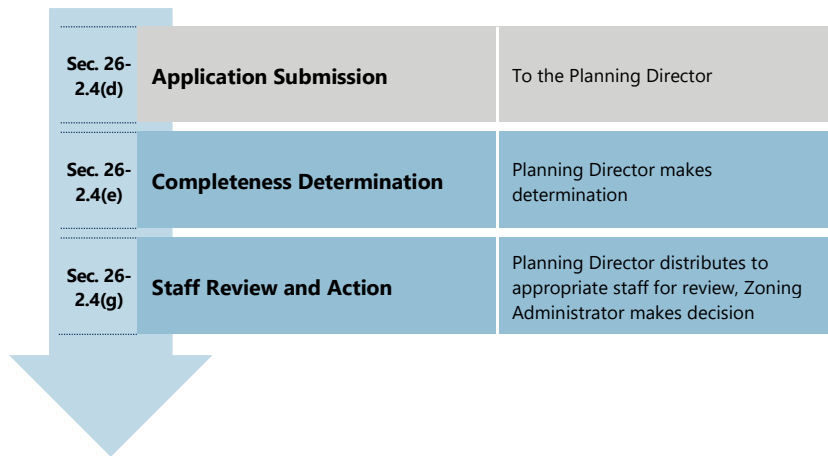 Sec. 26-
2.4(d)
Application Submission
To the Planning Director
Sec. 26-
2.4(e)
Completeness Determination
Planning Director makes
determination
Sec. 26-
2.4(g)
Staff Review and Action
Planning Director distributes to
appropriate staff for review, Zoning
Administrator makes decision